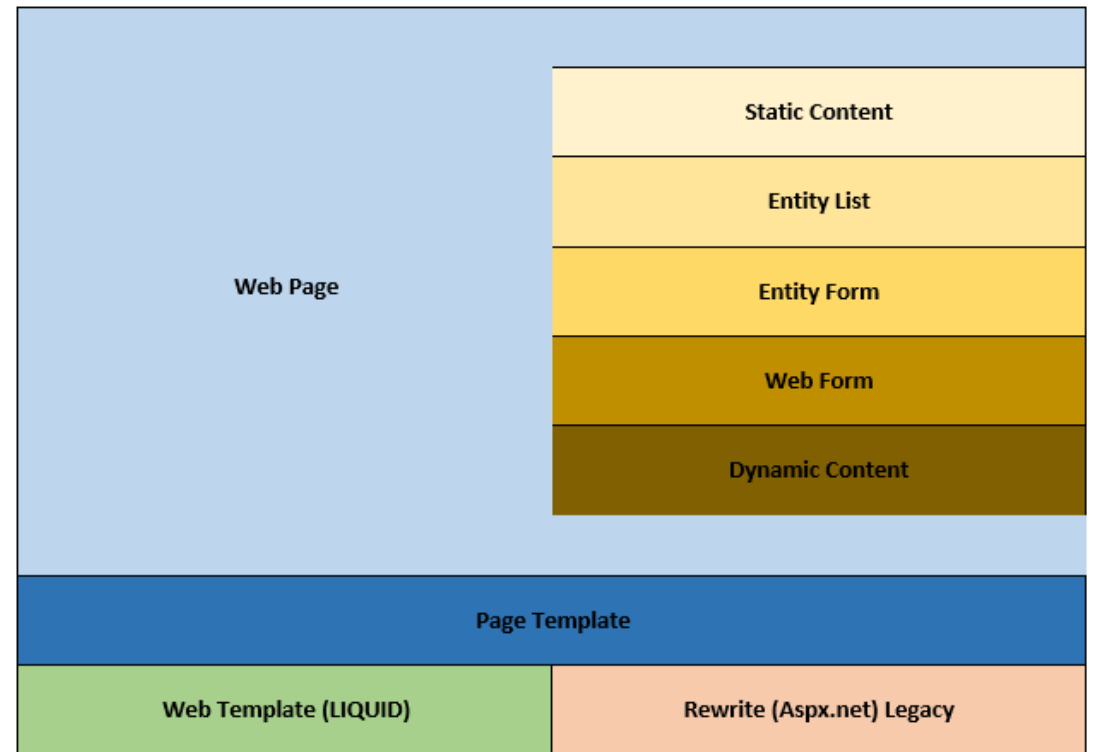 Static Content
Entity List
Web Page
Entity Form
Web Form
Dynamic Content
Page Template
Web Template (LIQUID)
Rewrite (Aspx.net) Legacy